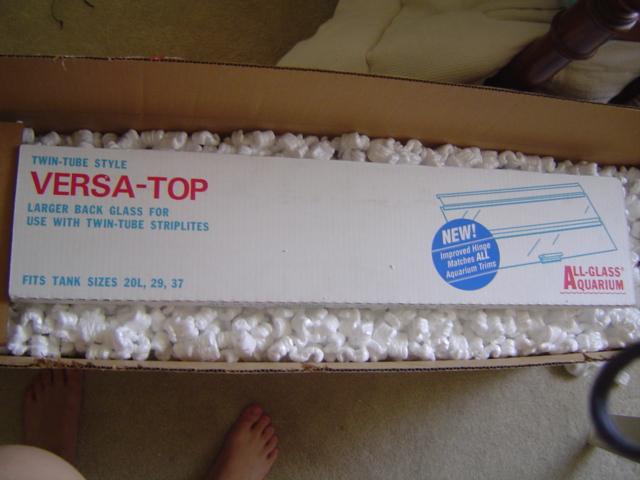 TWIN-TUBE STYLE
VERSA-TOP
LARGER BACK GLASS FOR
USE WITH TWIN-TUBE STRIPLITES
FITS TANK SIZES 20L, 29, 37
NEW!
Improved Hinge
Matches ALL
Aquarium Trims
ALL-GLASS®
AQUARIUM